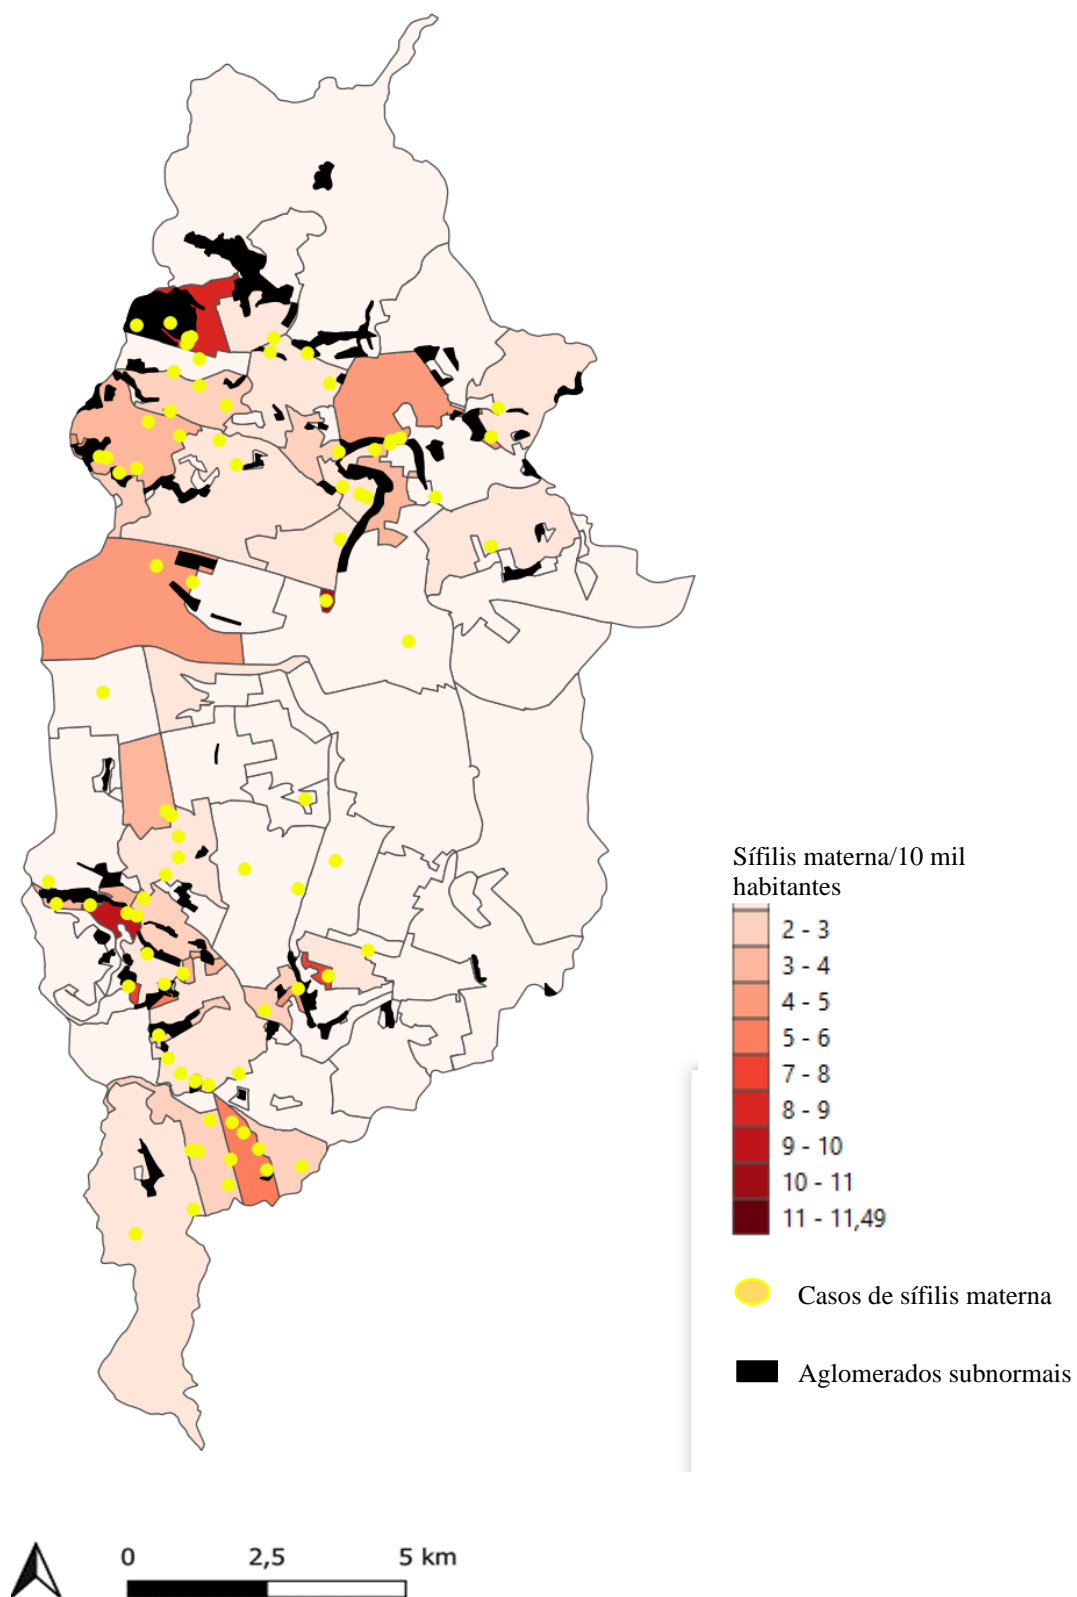 Sífilis materna/10 mil
habitantes
2 - 3
3 - 4
4 - 5
5 - 6
7 - 8
8 - 9
9 - 10
10 - 11
11 - 11,49
Casos de sífilis materna
Aglomerados subnormais
0 2,5 5 km